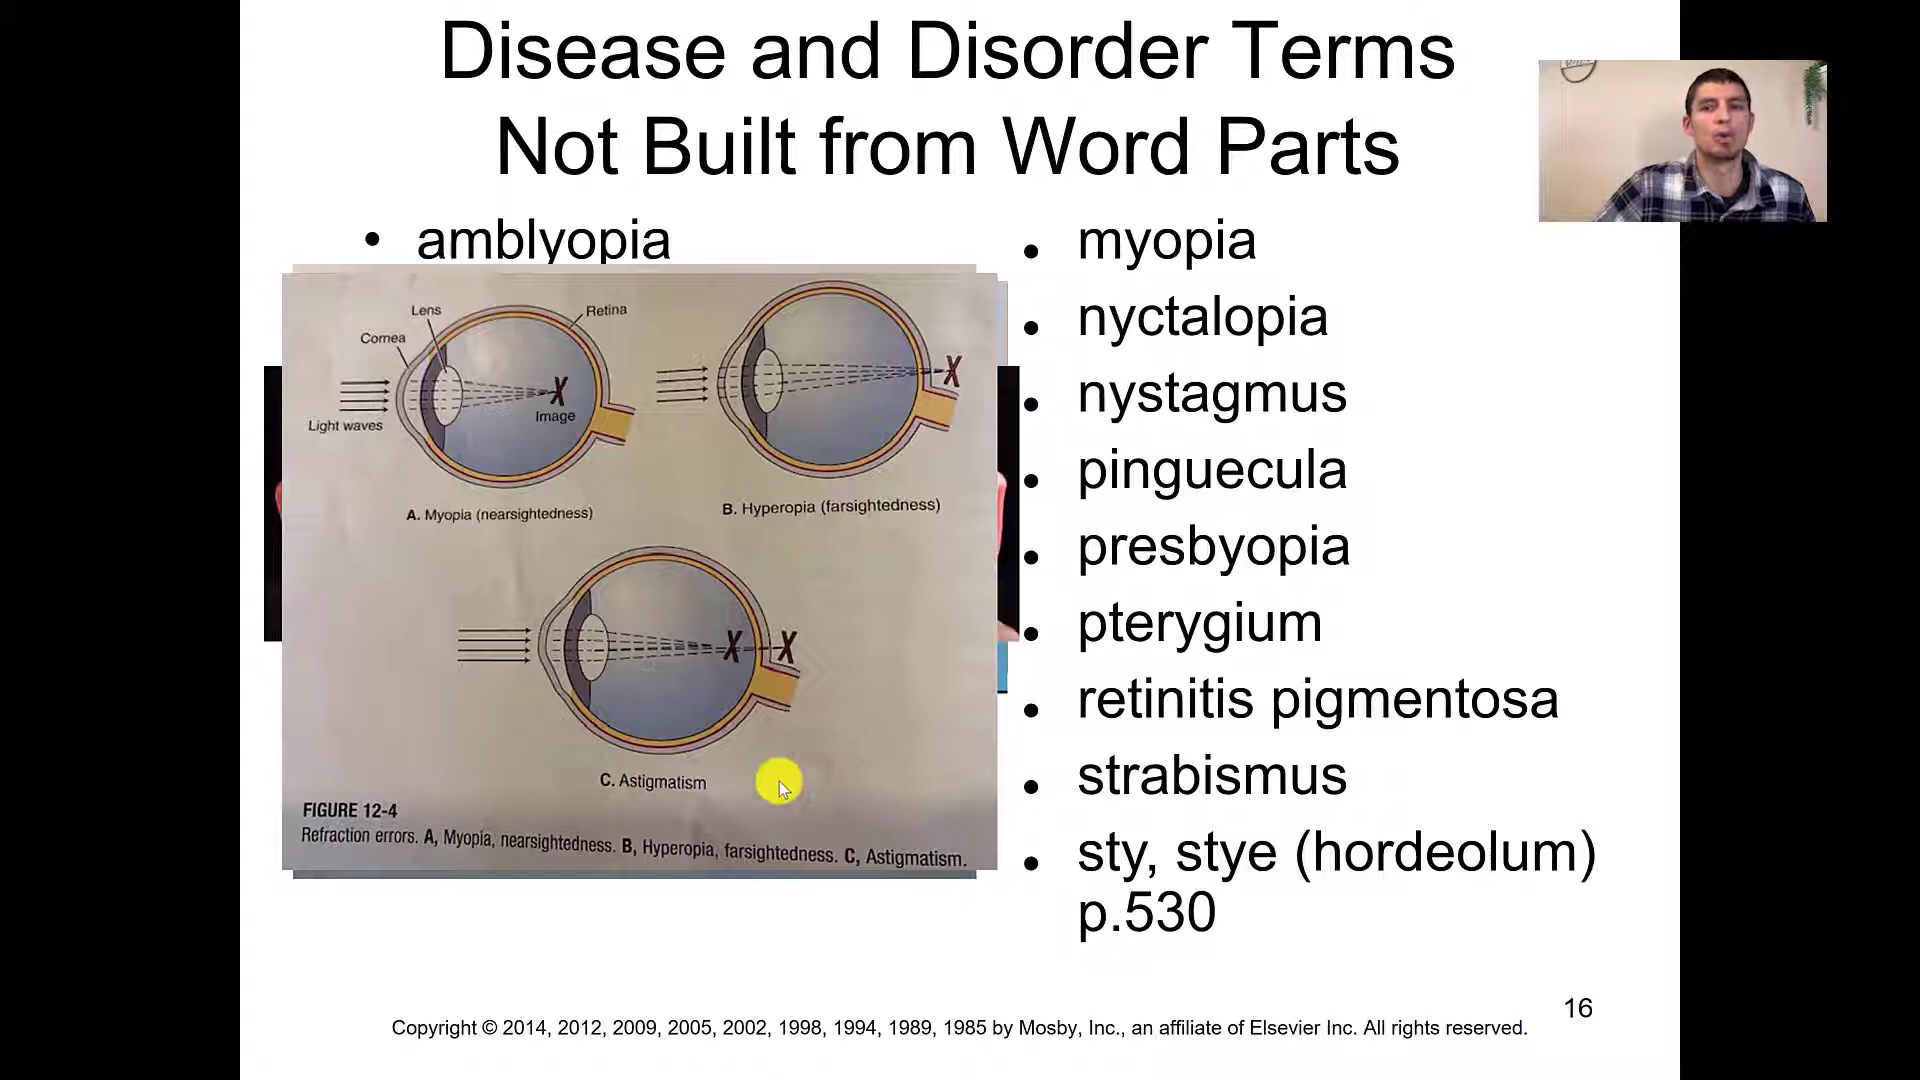 Disease and Disorder Terms
Not Built from Word Parts
• amblyopia
Lens
Retina
Cornea
X
Image
Light waves
X
A. Myopia (nearsightedness)
B. Hyperopia (farsightedness)
X X
C. Astigmatism
FIGURE 12-4
Refraction errors. A, Myopia, nearsightedness. B, Hyperopia, farsightedness. C, Astigmatism.
• myopia
• nyctalopia
• nystagmus
• pinguecula
• presbyopia
• pterygium
• retinitis pigmentosa
• strabismus
• sty, stye (hordeolum)
p.530
16
Copyright © 2014, 2012, 2009, 2005, 2002, 1998, 1994, 1989, 1985 by Mosby, Inc., an affiliate of Elsevier Inc. All rights reserved.